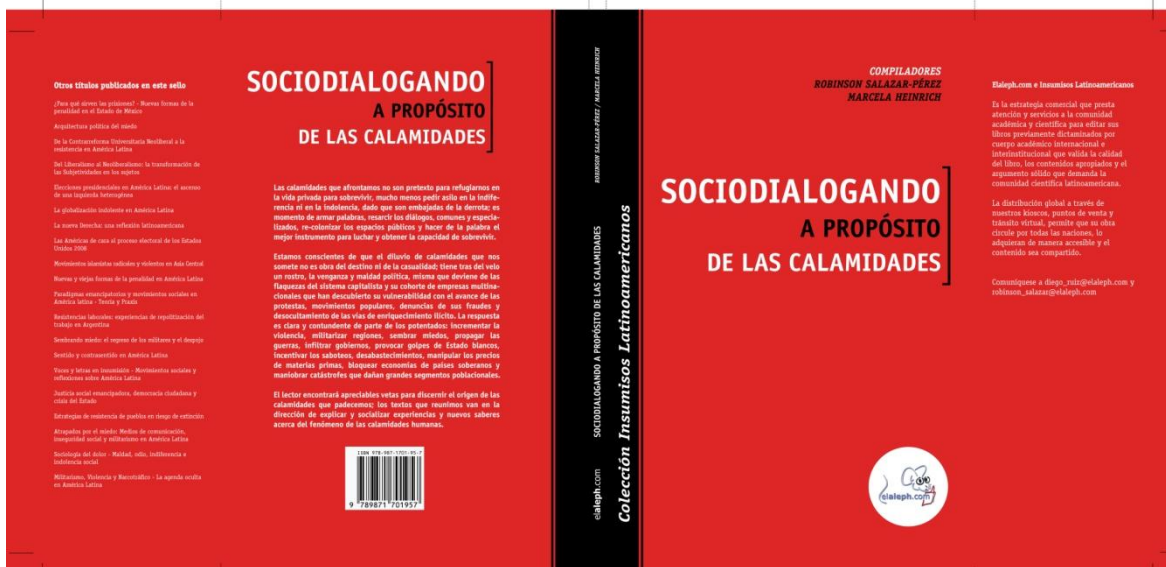 Otros títulos publicados en este sello
¿Para qué sirven las prisiones? - Nuevas formas de la
penalidad en el Estado de México
Arquitectura política del miedo
De la Contrarreforma Universitaria Neoliberal a la
resistencia en América Latina
Del Liberalismo al Neoliberalismo: la transformación de
las Subjetividades en los sujetos
Elecciones presidenciales en América Latina: el ascenso
de una izquierda heterogénea
La globalización indolente en América Latina
La nueva Derecha: una reflexión latinoamericana
Las Américas de cara al proceso electoral de los Estados
Unidos 2008
Movimientos islamistas radicales y violentos en Asia Central
Nuevas y viejas formas de la penalidad en América Latina
Paradigmas emancipatorios y movimientos sociales en
América latina - Teoría y Praxis
Resistencias laborales: experiencias de repolitización del
trabajo en Argentina
Sembrando miedo: el regreso de los militares y el despojo
Sentido y contrasentido en América Latina
Voces y letras en insumisión - Movimientos sociales y
reflexiones sobre América Latina
Justicia social emancipadora, democracia ciudadana y
crisis del Estado
Estrategias de resistencia de pueblos en riesgo de extinción
Atrapados por el miedo: Medios de comunicación,
inseguridad social y militarismo en América Latina
Sociología del dolor - Maldad, odio, indiferencia e
indolencia social
Militarismo, Violencia y Narcotráfico - La agenda oculta
en América Latina
SOCIODIALOGANDO
A PROPÓSITO
DE LAS CALAMIDADES
Las calamidades que afrontamos no son pretexto para refugiarnos en
la vida privada para sobrevivir, mucho menos pedir asilo en la indife-
rencia ni en la indolencia, dado que son embajadas de la derrota; es
momento de armar palabras, resarcir los diálogos, comunes y especia-
lizados, re-colonizar los espacios públicos y hacer de la palabra el
mejor instrumento para luchar y obtener la capacidad de sobrevivir.
Estamos conscientes de que el diluvio de calamidades que nos
somete no es obra del destino ni de la casualidad; tiene tras del velo
un rostro, la venganza y maldad política, misma que deviene de las
flaquezas del sistema capitalista y su cohorte de empresas multina-
cionales que han descubierto su vulnerabilidad con el avance de las
protestas, movimientos populares, denuncias de sus fraudes y
desocultamiento de las vías de enriquecimiento ilícito. La respuesta
es clara y contundente de parte de los potentados: incrementar la
violencia, militarizar regiones, sembrar miedos, propagar las
guerras, infiltrar gobiernos, provocar golpes de Estado blancos,
incentivar los saboteos, desabastecimientos, manipular los precios
de materias primas, bloquear economías de países soberanos y
maniobrar catástrofes que dañan grandes segmentos poblacionales.
El lector encontrará apreciables vetas para discernir el origen de las
calamidades que padecemos; los textos que reunimos van en la
dirección de explicar y socializar experiencias y nuevos saberes
acerca del fenómeno de las calamidades humanas.
ISBN 978-987-1701-95-7
9 789871 701957
elaleph.com SOCIODIALOGANDO A PROPÓSITO DE LAS CALAMIDADES ROBINSON SALAZAR-PÉREZ / MARCELA HEINRICH
Colección Insumisos Latinoamericanos
COMPILADORES
ROBINSON SALAZAR-PÉREZ
MARCELA HEINRICH
SOCIODIALOGANDO
A PROPÓSITO
DE LAS CALAMIDADES
elaleph.com
Elaleph.com e Insumisos Latinoamericanos
Es la estrategia comercial que presta
atención y servicios a la comunidad
académica y científica para editar sus
libros previamente dictaminados por
cuerpo académico internacional e
interinstitucional que valida la calidad
del libro, los contenidos apropiados y el
argumento sólido que demanda la
comunidad científica latinoamericana.
La distribución global a través de
nuestros kioscos, puntos de venta y
tránsito virtual, permite que su obra
circule por todas las naciones, lo
adquieran de manera accesible y el
contenido sea compartido.
Comuníquese a diego_ruiz@elaleph.com y
robinson_salazar@elaleph.com